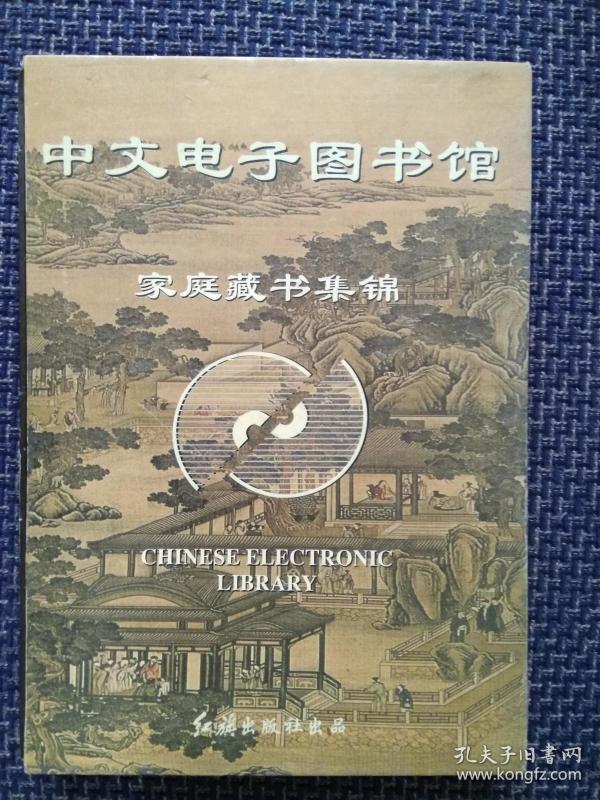 中文电子图书馆
家庭藏书集锦
CHINESE ELECTRONIC
LIBRARY
红旗出版社出品
孔夫子旧书网
www.kongfz.com